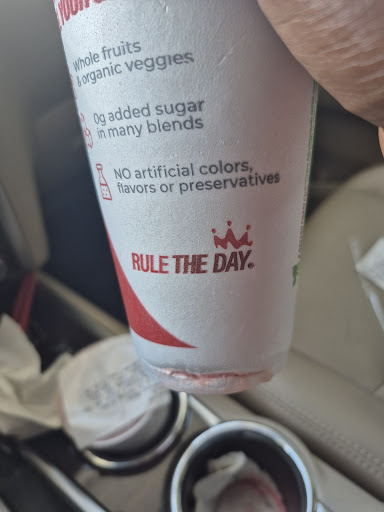 Whole fruits
& organic veggies
0g added sugar
in many blends
NO artificial colors,
flavors or preservatives
RULE THE DAY®